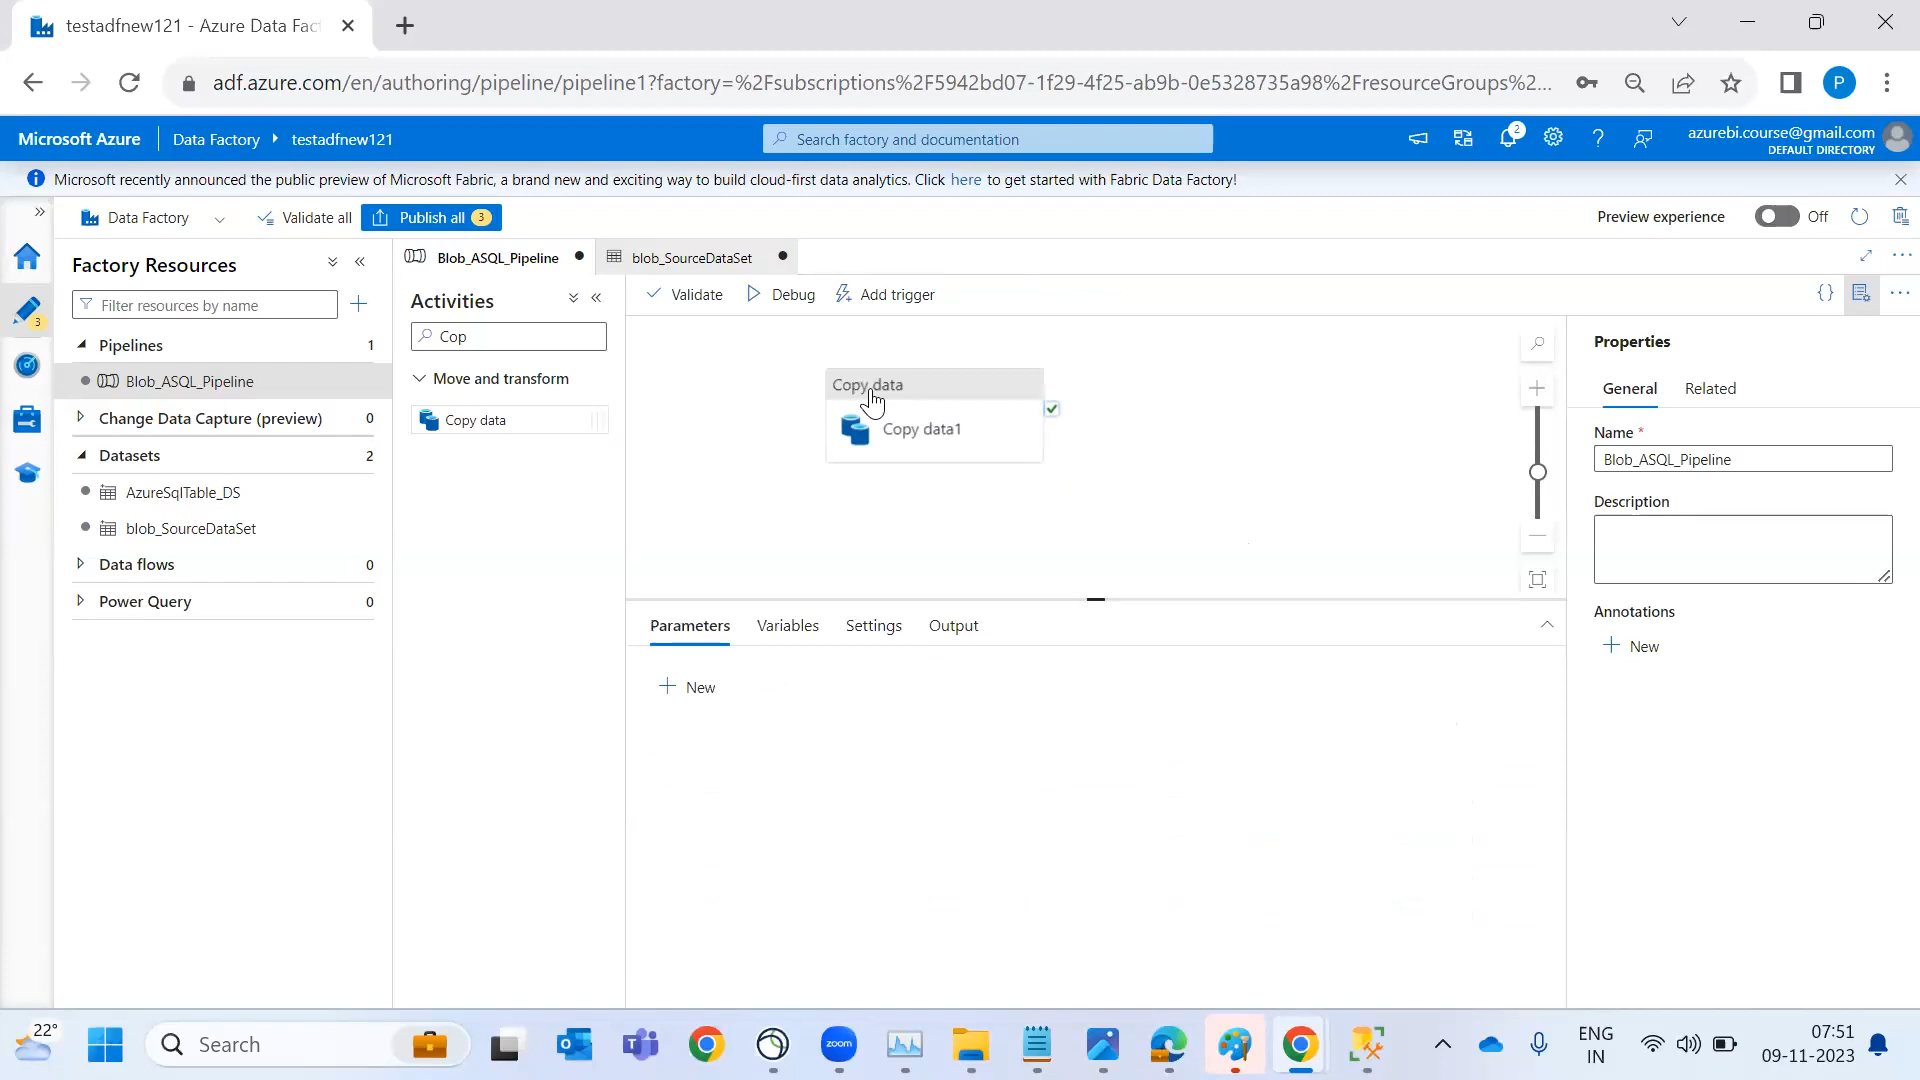 testadfnew121 - Azure Data Fac
adf.azure.com/en/authoring/pipeline/pipeline1?factory=%2Fsubscriptions%2F5942bd07-1f29-4f25-ab9b-0e5328735a98%2FresourceGroups%2...
P
Microsoft Azure
Data Factory
testadfnew121
Search factory and documentation
2
azurebi.course@gmail.com
DEFAULT DIRECTORY
Microsoft recently announced the public preview of Microsoft Fabric, a brand new and exciting way to build cloud-first data analytics. Click here to get started with Fabric Data Factory!
Data Factory
Validate all
Publish all 3
Preview experience
Off
3
Factory Resources
Filter resources by name
Pipelines 1
Blob_ASQL_Pipeline
Change Data Capture (preview) 0
Datasets 2
AzureSqlTable_DS
blob_SourceDataSet
Data flows 0
Power Query 0
Blob_ASQL_Pipeline
blob_SourceDataSet
Activities
Cop
Move and transform
Copy data
Validate
Debug
Add trigger
{}
Copy data
Copy data1
Parameters
Variables
Settings
Output
New
Properties
General
Related
Name *
Blob_ASQL_Pipeline
Description
Annotations
New
22°
Search
zoom
ENG
IN
07:51
09-11-2023